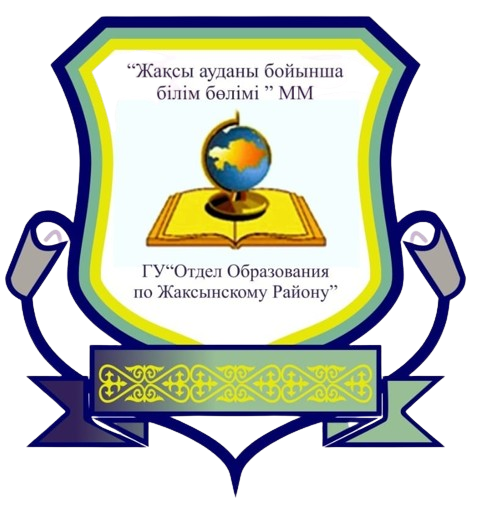 “Жақсы ауданы бойынша
білім бөлімі ” ММ
ГУ“Отдел Образования
по Жаксынскому Району”